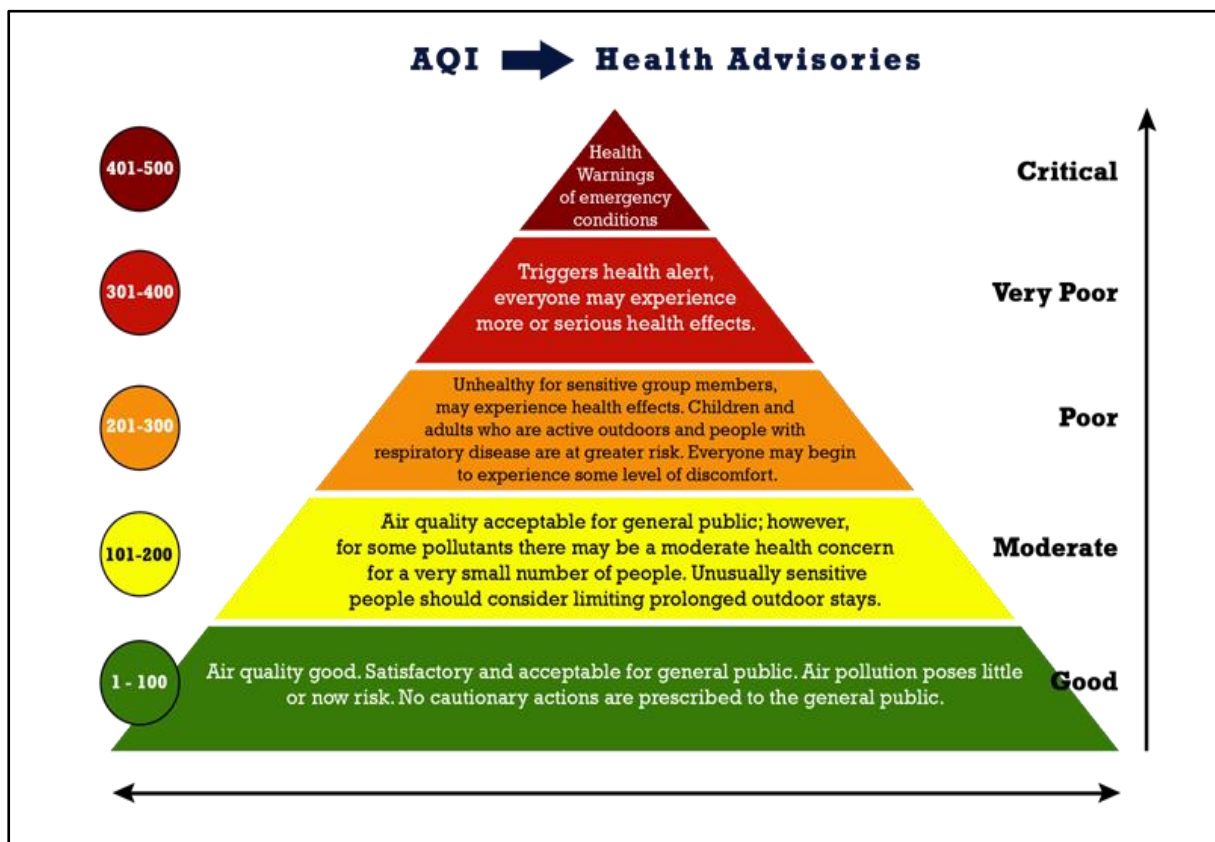 AQI Health Advisories
401-500
Health
Warnings
of emergency
conditions
Critical
301-400
Triggers health alert,
everyone may experience
more or serious health effects.
Very Poor
201-300
Unhealthy for sensitive group members,
may experience health effects. Children and
adults who are active outdoors and people with
respiratory disease are at greater risk. Everyone may begin
to experience some level of discomfort.
Poor
101-200
Air quality acceptable for general public; however,
for some pollutants there may be a moderate health concern
for a very small number of people. Unusually sensitive
people should consider limiting prolonged outdoor stays.
Moderate
1 - 100
Air quality good. Satisfactory and acceptable for general public. Air pollution poses little
or now risk. No cautionary actions are prescribed to the general public.
Good